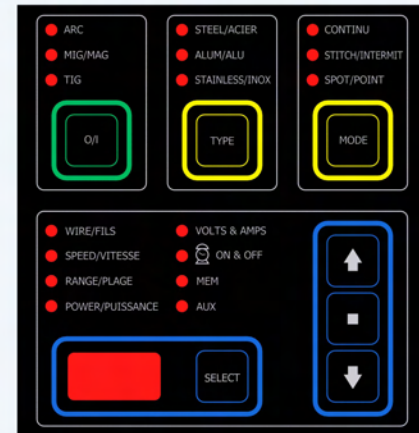 ARC
MIG/MAG
TIG
O/I
STEEL/ACIER
ALUM/ALU
STAINLESS/INOX
TYPE
CONTINU
STITCH/INTERMIT
SPOT/POINT
MODE
WIRE/FILS
SPEED/VITESSE
RANGE/PLAGE
POWER/PUISSANCE
VOLTS & AMPS
ON & OFF
MEM
AUX
SELECT